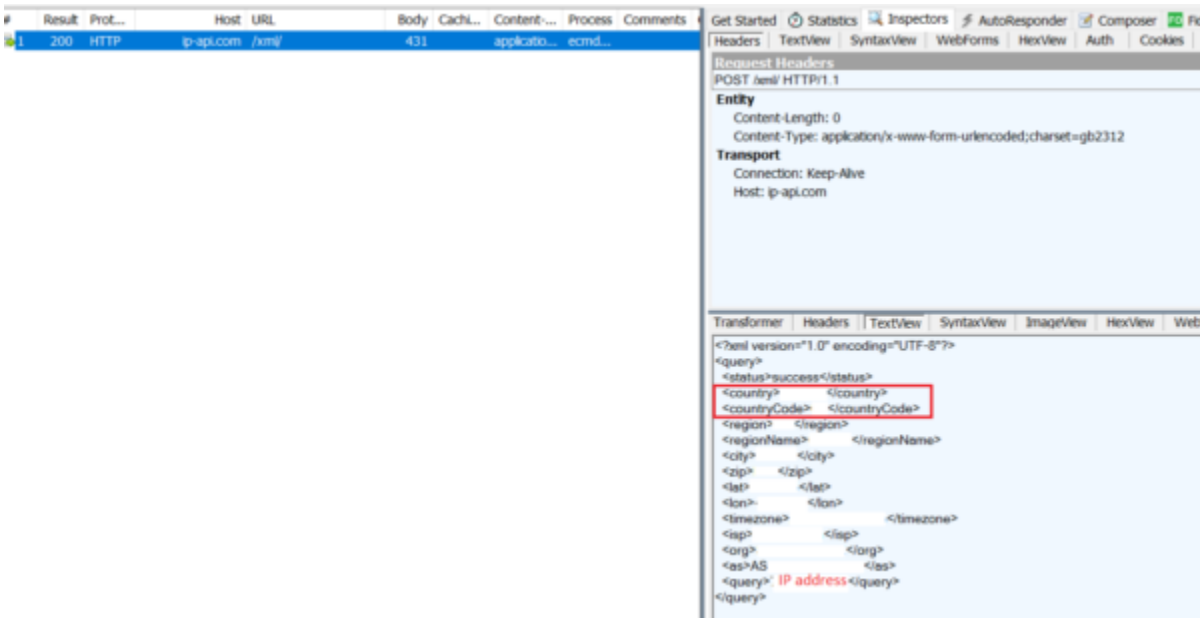 # Result Prot... Host URL Body Cachi... Content-... Process Comments
1 200 HTTP ip-api.com /xml/ 431 applicatio... ecmd...
Get Started Statistics Inspectors AutoResponder Composer
Headers TextView SyntaxView WebForms HexView Auth Cookies
Request Headers
POST /xml/ HTTP/1.1
Entity
Content-Length: 0
Content-Type: application/x-www-form-urlencoded;charset=gb2312
Transport
Connection: Keep-Alive
Host: ip-api.com
Transformer Headers TextView SyntaxView ImageView HexView Web
<?xml version="1.0" encoding="UTF-8"?>
<query>
<status>success</status>
<country> </country>
<countryCode> </countryCode>
<region> </region>
<regionName> </regionName>
<city> </city>
<zip> </zip>
<lat> </lat>
<lon>- </lon>
<timezone> </timezone>
<isp> </isp>
<org> </org>
<as>AS </as>
<query> IP address</query>
</query>